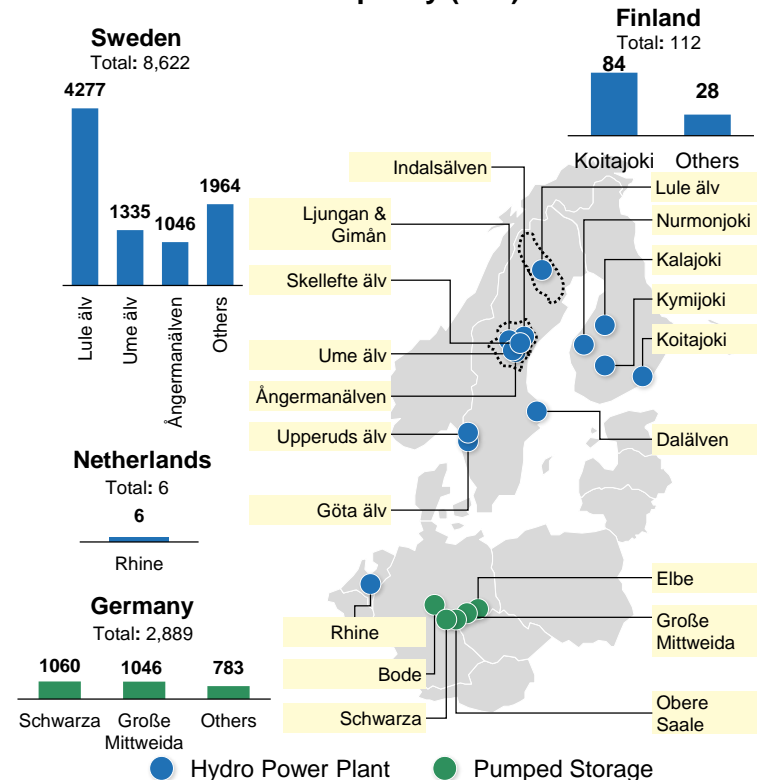 Sweden
Total: 8,622
4277
1335
1046
1964
Lule älv
Ume älv
Ångermanälven
Others
Finland
Total: 112
84
28
Koitajoki
Others
Netherlands
Total: 6
6
Rhine
Germany
Total: 2,889
1060
1046
783
Schwarza
Große
Mittweida
Others
Indalsälven
Ljungan &
Gimån
Skellefte älv
Ume älv
Ångermanälven
Upperuds älv
Göta älv
Rhine
Bode
Schwarza
Lule älv
Nurmonjoki
Kalajoki
Kymijoki
Koitajoki
Dalälven
Elbe
Große
Mittweida
Obere
Saale
Hydro Power Plant
Pumped Storage